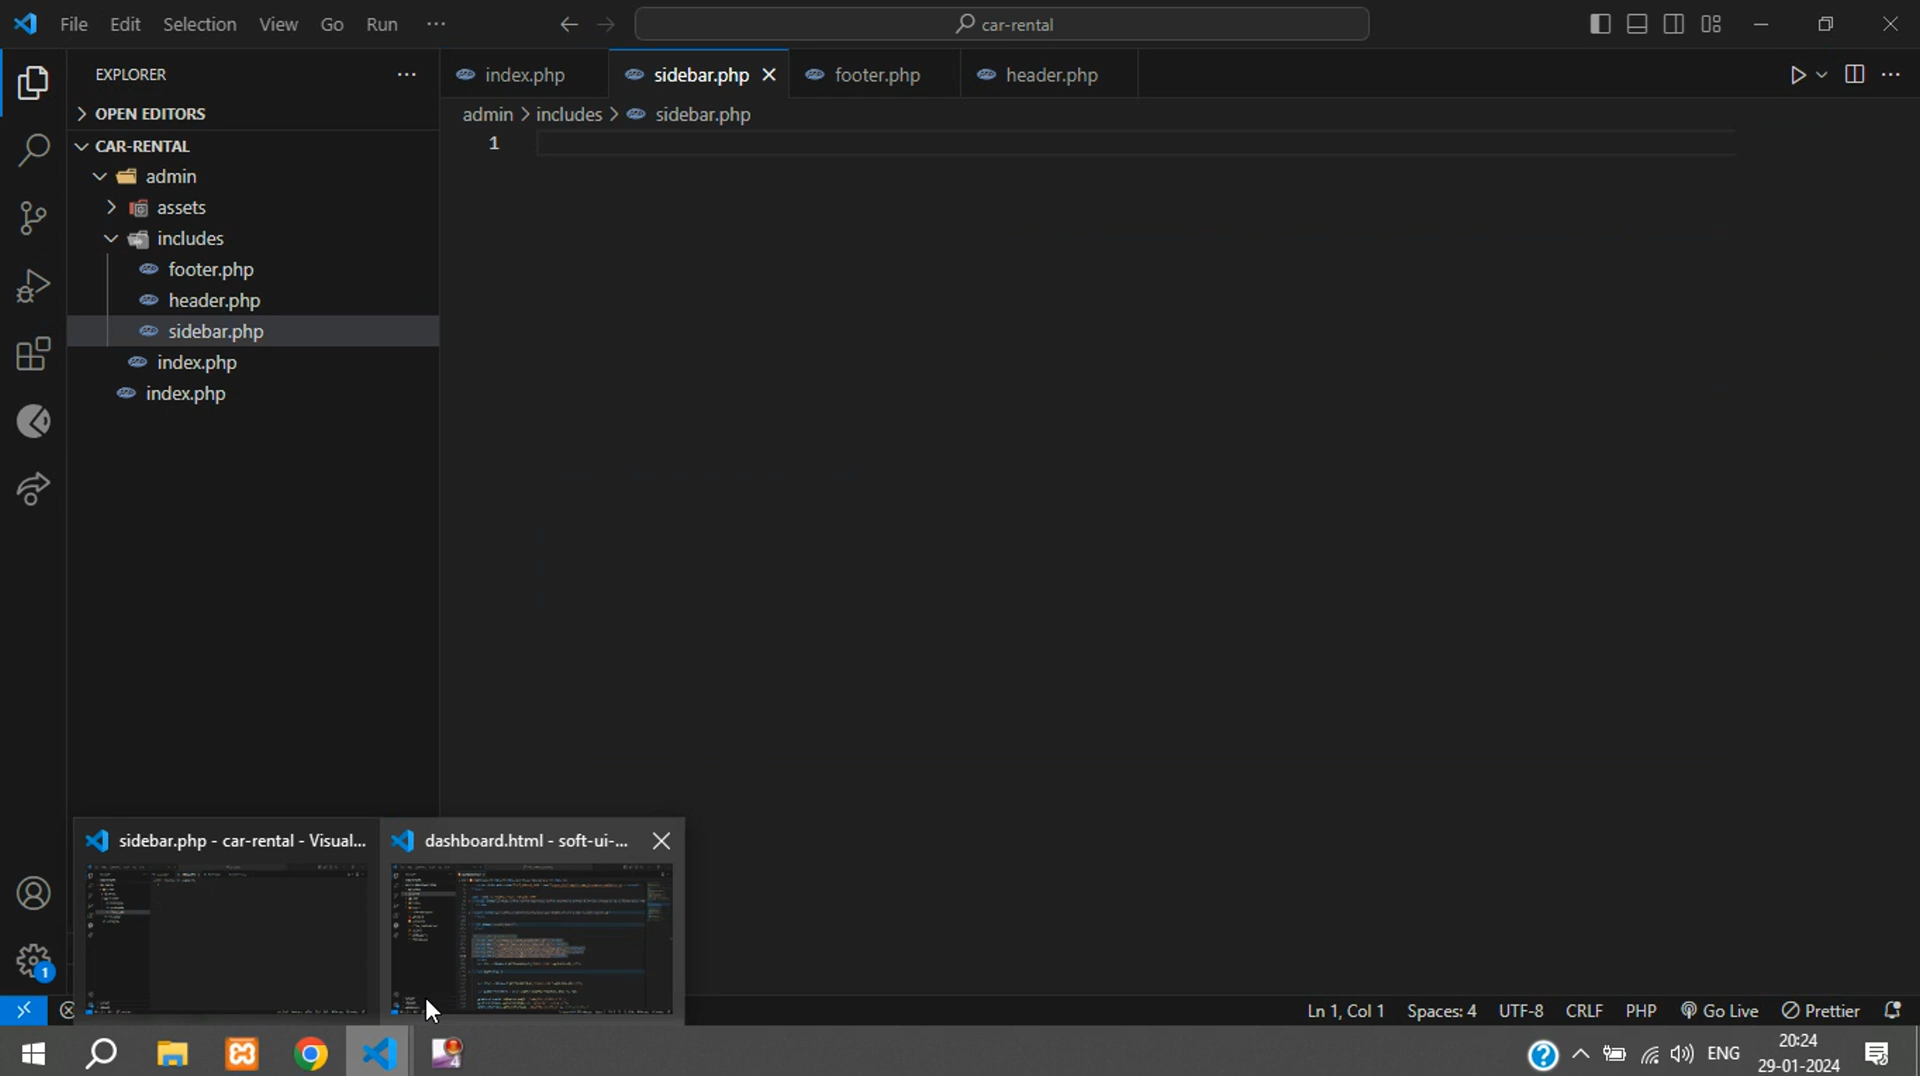 File Edit Selection View Go Run ···
car-rental
EXPLORER
index.php
sidebar.php
footer.php
header.php
OPEN EDITORS
admin > includes > sidebar.php
CAR-RENTAL
1
admin
assets
includes
footer.php
header.php
sidebar.php
index.php
index.php
sidebar.php - car-rental - Visual...
dashboard.html - soft-ui-...
1
Ln 1, Col 1 Spaces: 4 UTF-8 CRLF PHP Go Live Prettier
4
ENG
20:24
29-01-2024